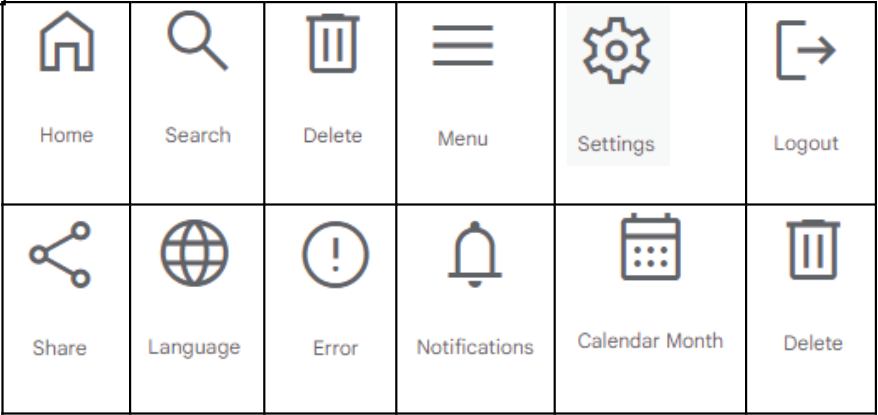 Home
Search
Delete
Menu
Settings
Logout
Share
Language
Error
Notifications
Calendar Month
Delete